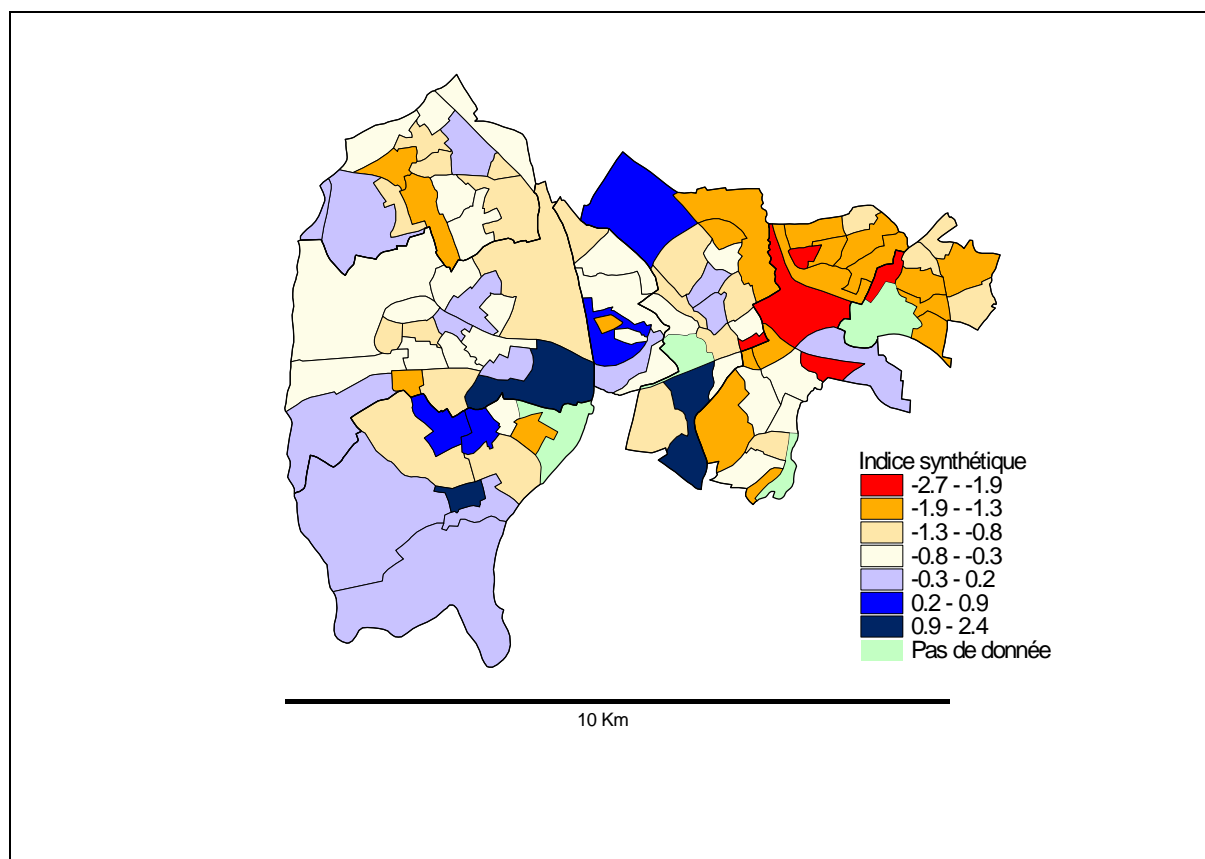 Indice synthétique
-2.7 - -1.9
-1.9 - -1.3
-1.3 - -0.8
-0.8 - -0.3
-0.3 - 0.2
0.2 - 0.9
0.9 - 2.4
Pas de donnée
10 Km